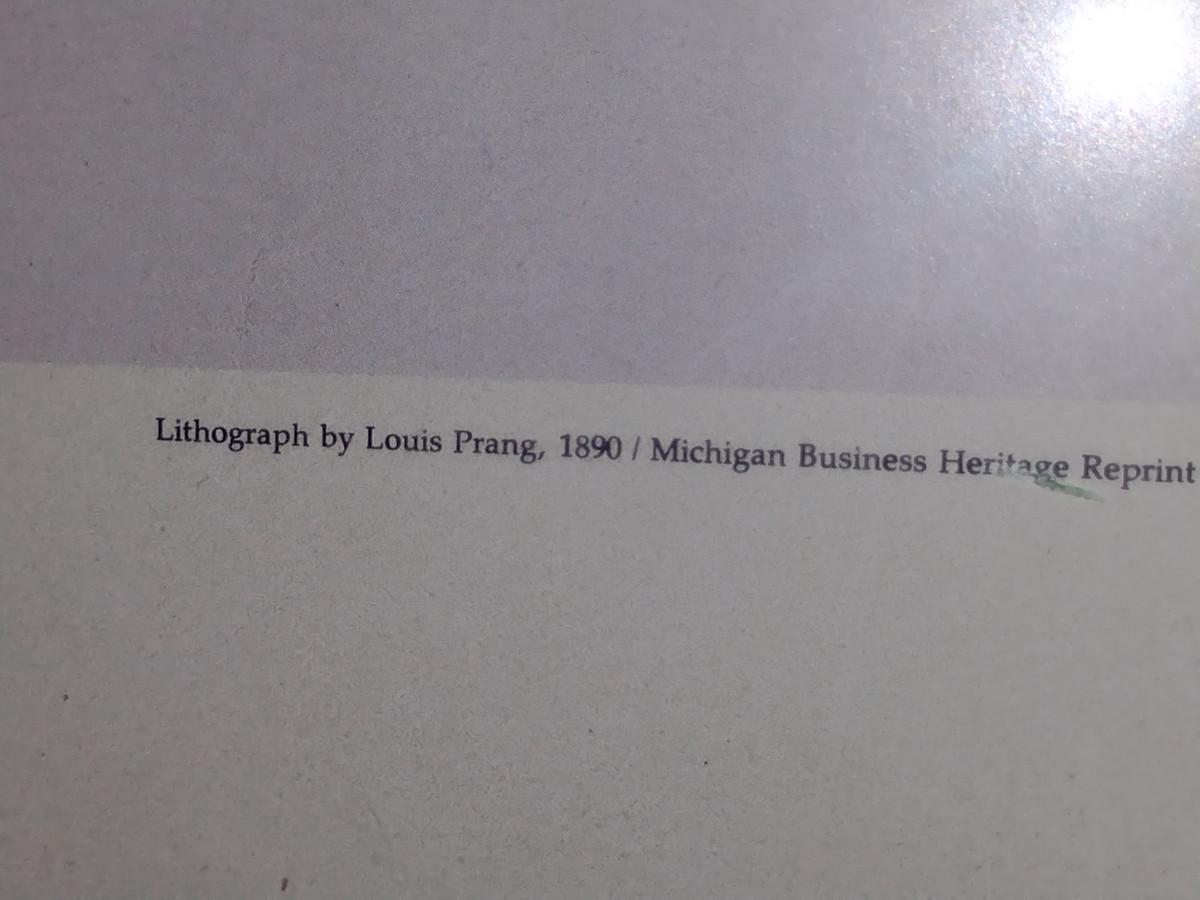 Lithograph by Louis Prang, 1890 / Michigan Business Heritage Reprint